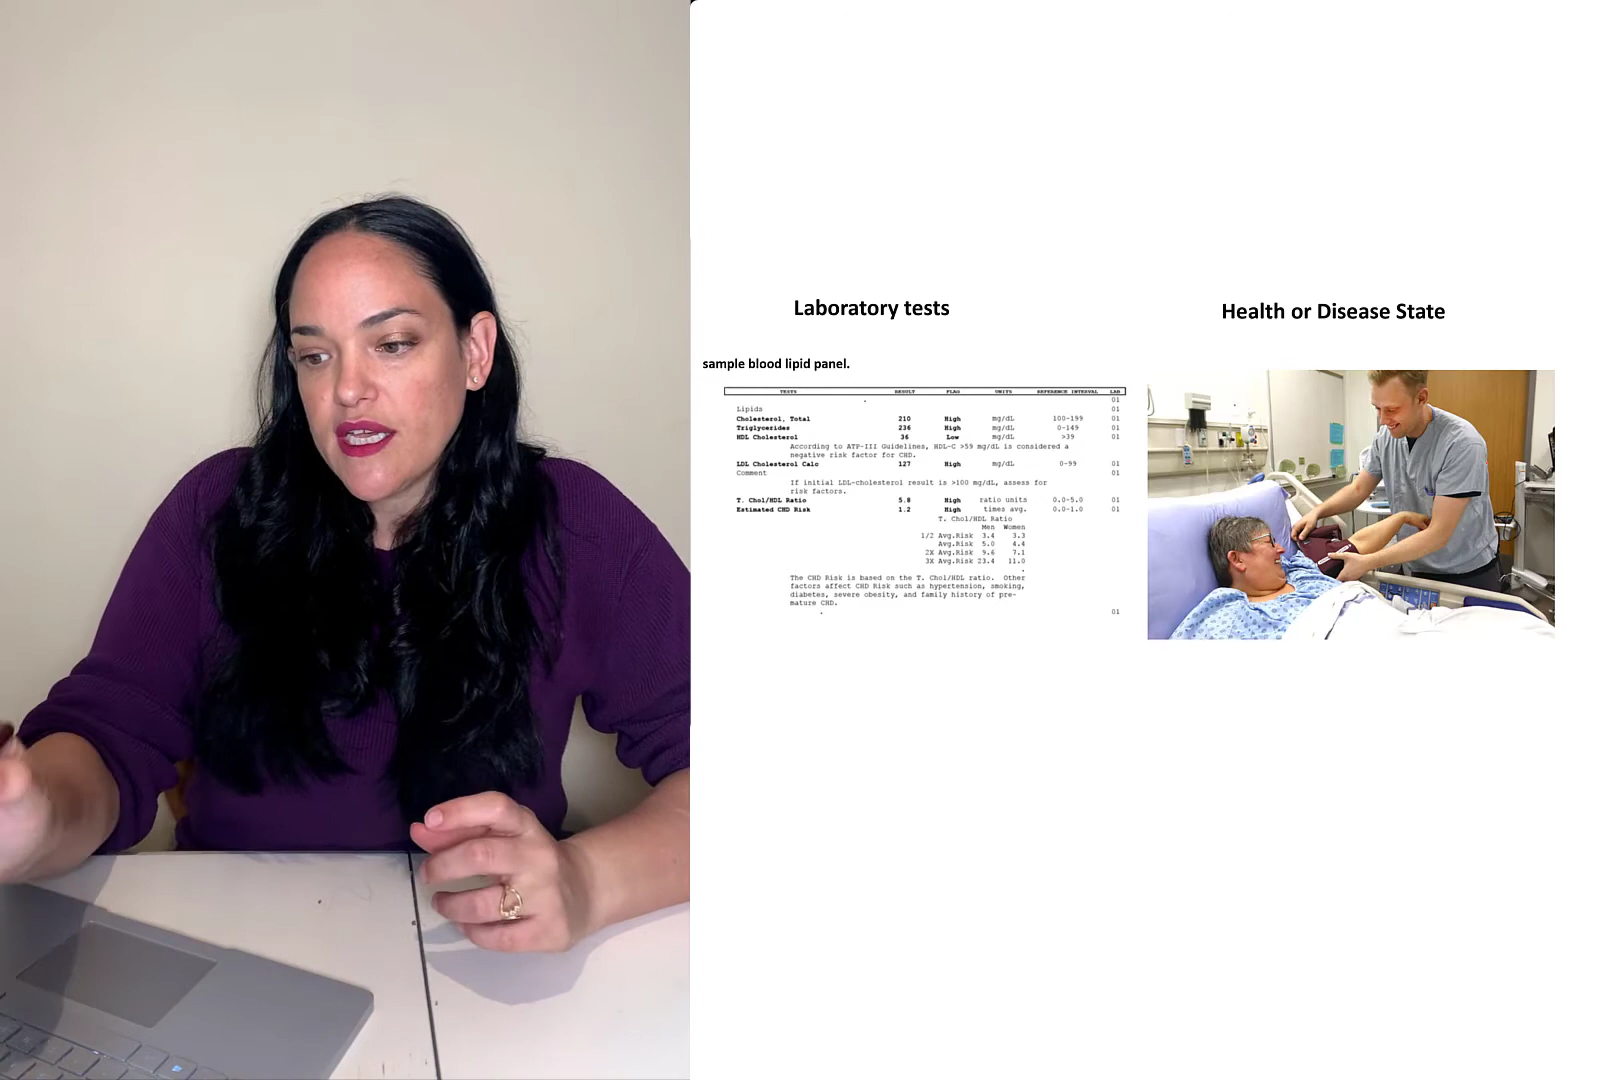 Laboratory tests
Health or Disease State
sample blood lipid panel.
TESTS RESULT FLAG UNITS REFERENCE INTERVAL LAB
01
Lipids 01
Cholesterol, Total 210 High mg/dL 100-199 01
Triglycerides 236 High mg/dL 0-149 01
HDL Cholesterol 36 Low mg/dL >39 01
According to ATP-III Guidelines, HDL-C >59 mg/dL is considered a
negative risk factor for CHD.
LDL Cholesterol Calc 127 High mg/dL 0-99 01
Comment 01
If initial LDL-cholesterol result is >100 mg/dL, assess for
risk factors.
T. Chol/HDL Ratio 5.8 High ratio units 0.0-5.0 01
Estimated CHD Risk 1.2 High times avg. 0.0-1.0 01
T. Chol/HDL Ratio
Men Women
1/2 Avg.Risk 3.4 3.3
Avg.Risk 5.0 4.4
2X Avg.Risk 9.6 7.1
3X Avg.Risk 23.4 11.0
The CHD Risk is based on the T. Chol/HDL ratio. Other
factors affect CHD Risk such as hypertension, smoking,
diabetes, severe obesity, and family history of pre-
mature CHD.
01